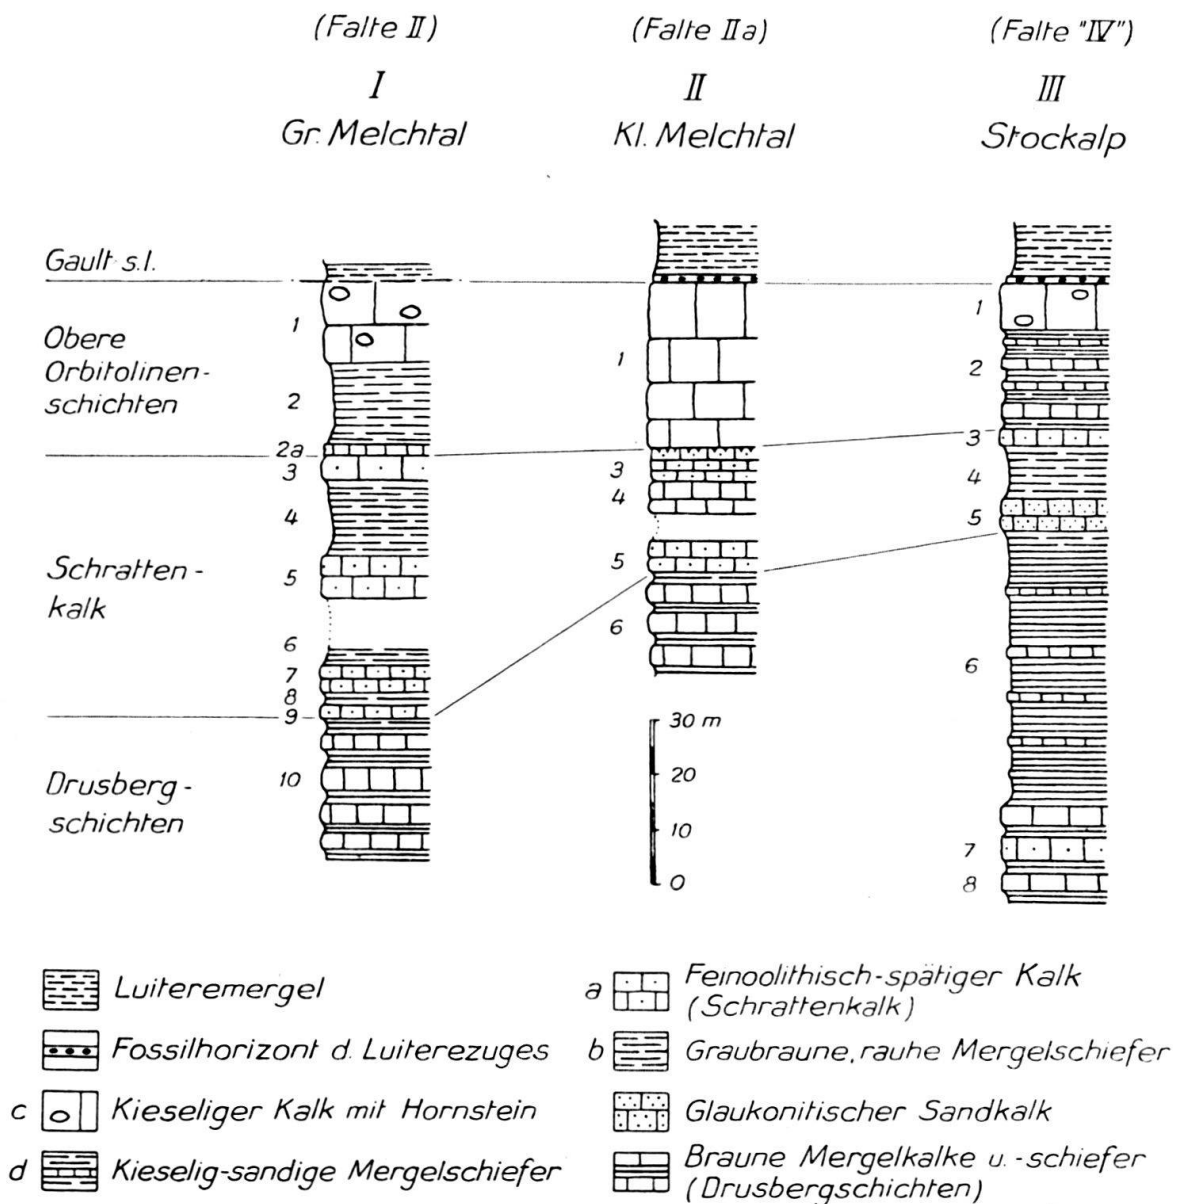 (Falte II) (Falte IIa) (Falte "IV")
I II III
Gr. Melchtal Kl. Melchtal Stockalp
Gault s.l.
Obere
Orbitolinen-
schichten
Schratten-
kalk
Drusberg-
schichten
1
2
2a
3
4
5
6
7
8
9
10
1
3
4
5
6
30 m
20
10
0
1
2
3
4
5
6
7
8
Luiteremergel
Fossilhorizont d. Luiterezuges
c Kieseliger Kalk mit Hornstein
d Kieselig-sandige Mergelschiefer
a Feinoolithisch-spätiger Kalk
(Schrattenkalk)
b Graubraune, rauhe Mergelschiefer
Glaukonitischer Sandkalk
Braune Mergelkalke u.-schiefer
(Drusbergschichten)